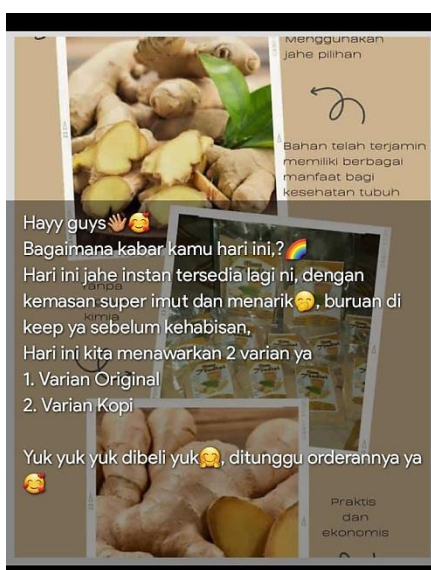 Menggunakan
jahe pilihan
Bahan telah terjamin
memiliki berbagai
manfaat bagi
kesehatan tubuh
Hayy guys👋🏽🥰
Bagaimana kabar kamu hari ini,?🌈
Hari ini jahe instan tersedia lagi ni, dengan
kemasan super imut dan menarik🤭, buruan di
keep ya sebelum kehabisan,
Hari ini kita menawarkan 2 varian ya
1. Varian Original
2. Varian Kopi
Yuk yuk yuk dibeli yuk🤗, ditunggu orderannya ya
🥰
Tanpa
kimia
Praktis
dan
ekonomis